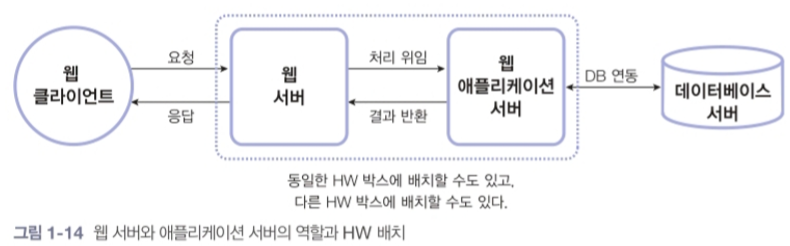 웹
클라이언트
요청
응답
웹
서버
처리 위임
결과 반환
웹
애플리케이션
서버
DB 연동
데이터베이스
서버
동일한 HW 박스에 배치할 수도 있고,
다른 HW 박스에 배치할 수도 있다.
그림 1-14 웹 서버와 애플리케이션 서버의 역할과 HW 배치